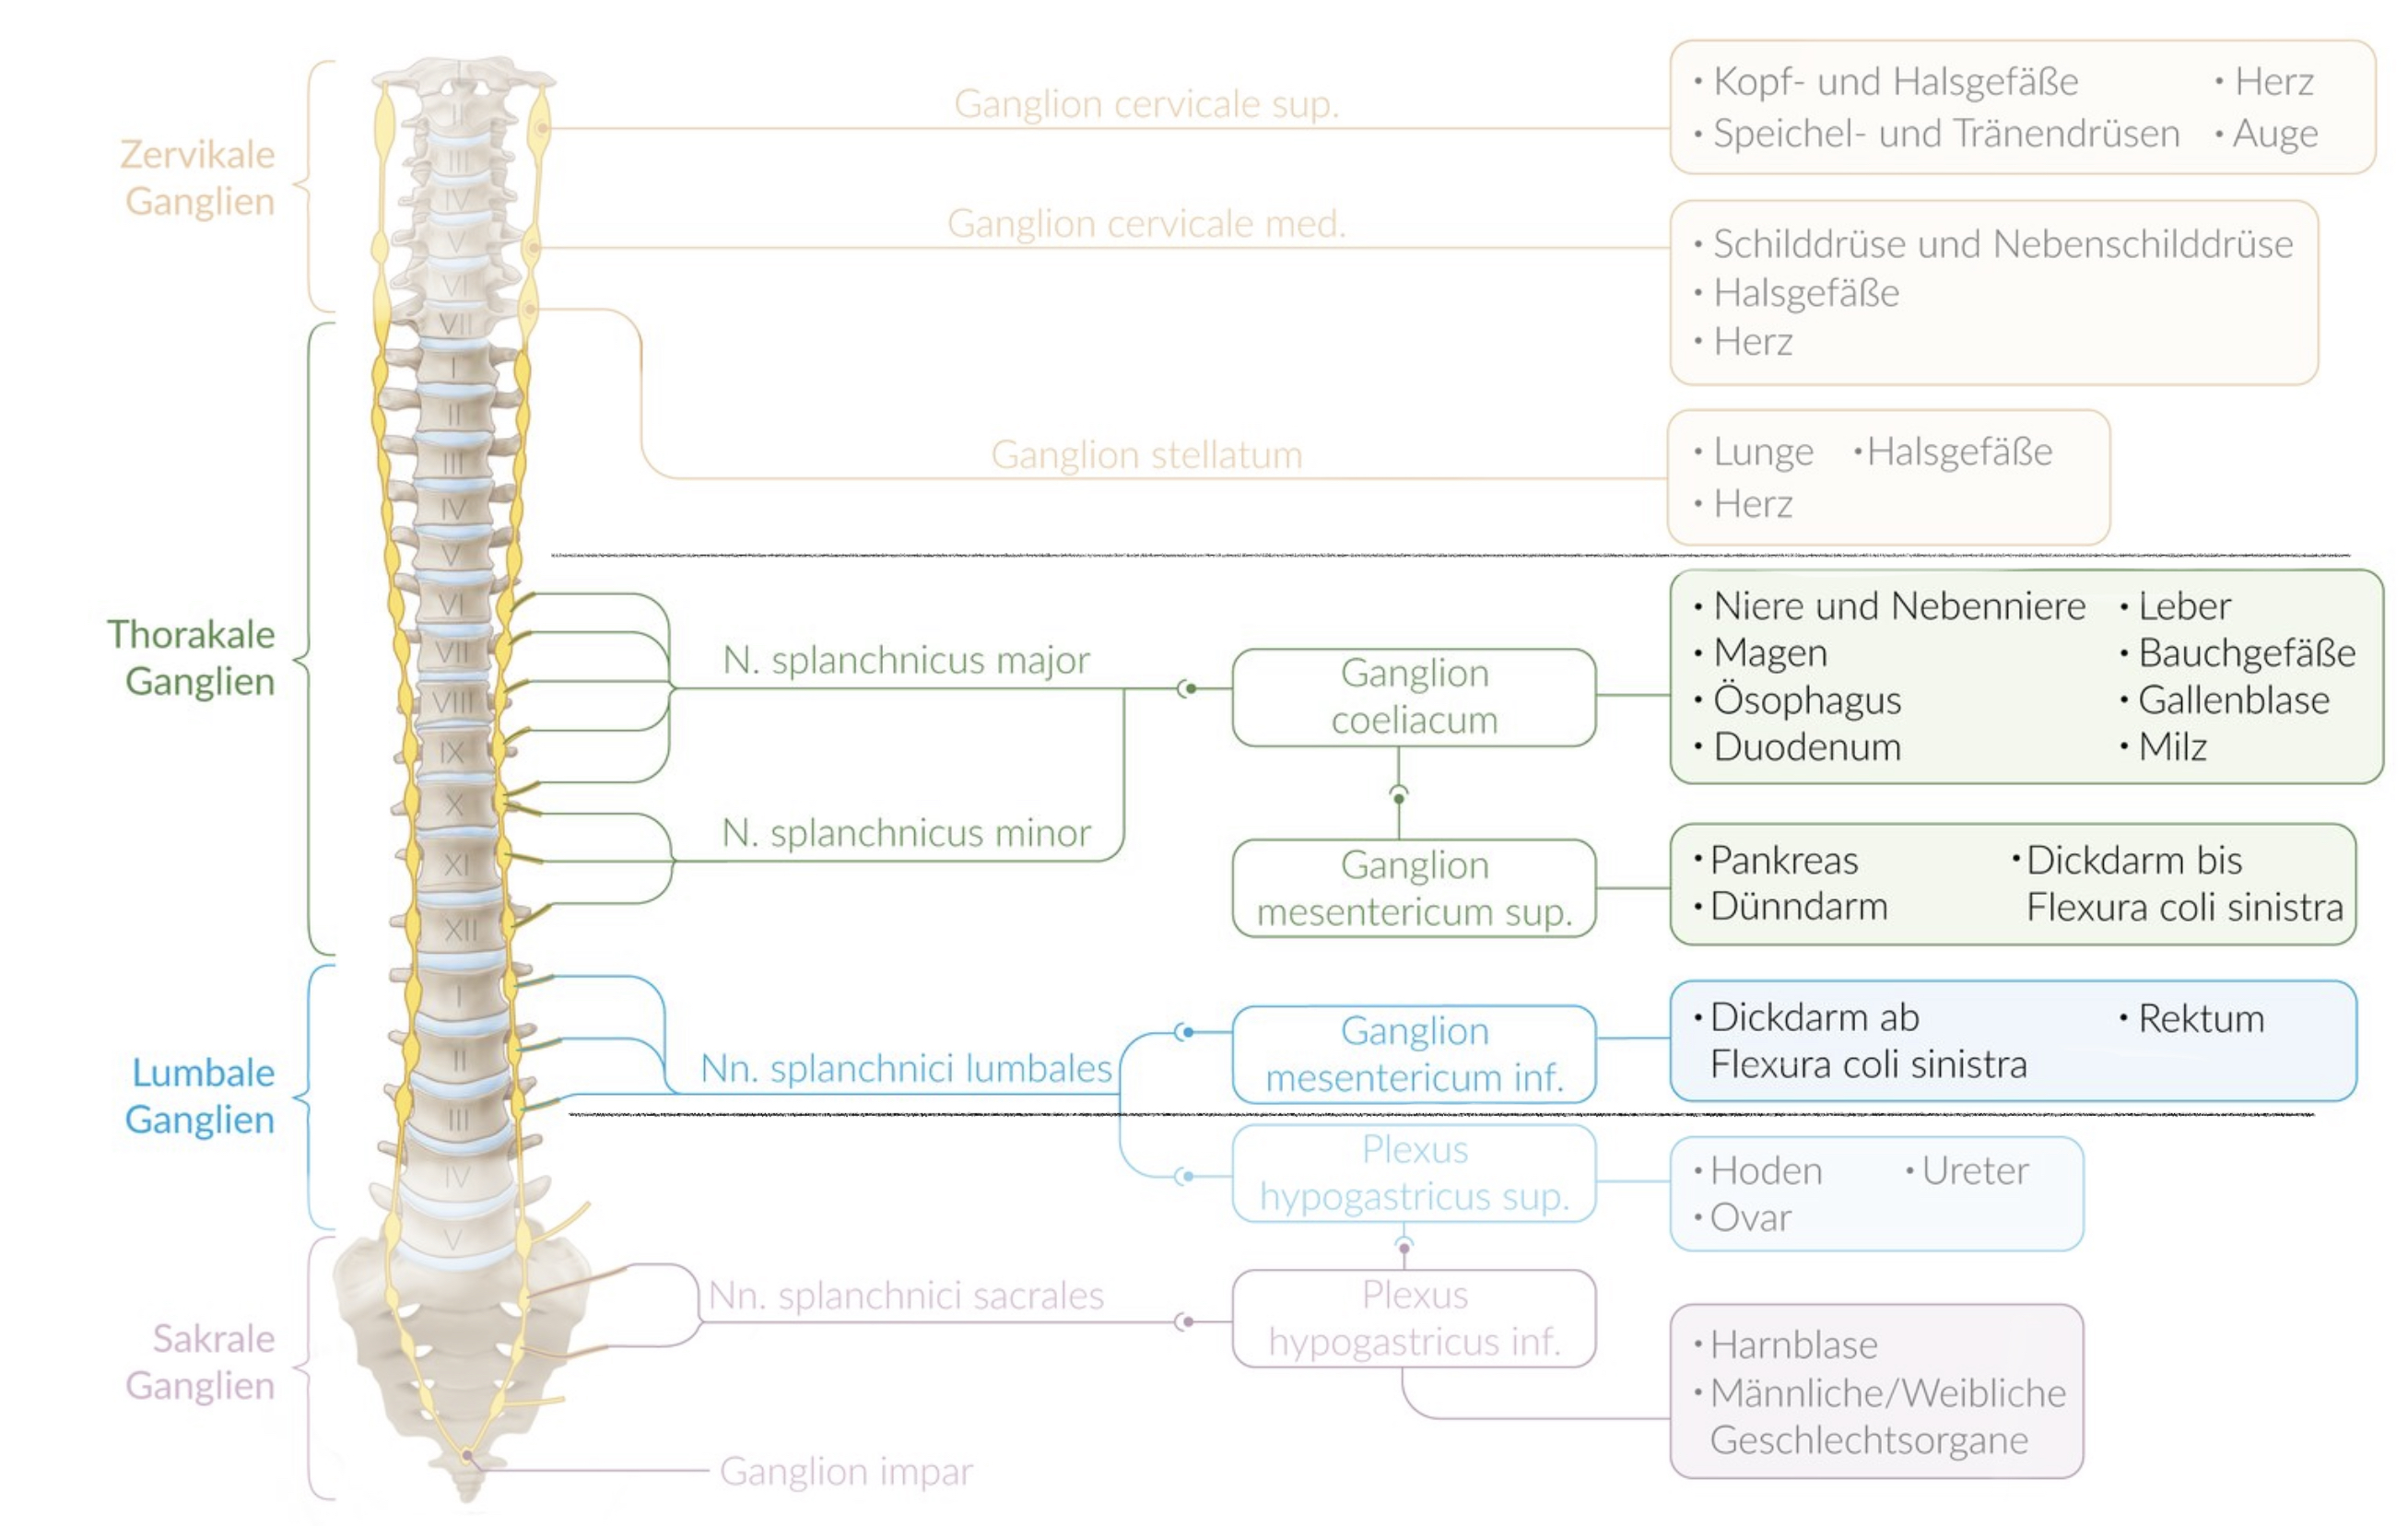 Zervikale
Ganglien
Ganglion cervicale sup.
• Kopf- und Halsgefäße • Herz
• Speichel- und Tränendrüsen • Auge
Ganglion cervicale med.
• Schilddrüse und Nebenschilddrüse
• Halsgefäße
• Herz
Ganglion stellatum
• Lunge • Halsgefäße
• Herz
II
III
IV
V
VI
VII
Thorakale
Ganglien
I
II
III
IV
V
VI
VII
VIII
IX
X
XI
XII
N. splanchnicus major
N. splanchnicus minor
Ganglion
coeliacum
• Niere und Nebenniere • Leber
• Magen • Bauchgefäße
• Ösophagus • Gallenblase
• Duodenum • Milz
Ganglion
mesentericum sup.
• Pankreas • Dickdarm bis
• Dünndarm Flexura coli sinistra
Lumbale
Ganglien
I
II
III
IV
V
Nn. splanchnici lumbales
Ganglion
mesentericum inf.
• Dickdarm ab • Rektum
Flexura coli sinistra
Plexus
hypogastricus sup.
• Hoden • Ureter
• Ovar
Sakrale
Ganglien
Nn. splanchnici sacrales
Plexus
hypogastricus inf.
• Harnblase
• Männliche/Weibliche
Geschlechtsorgane
Ganglion impar